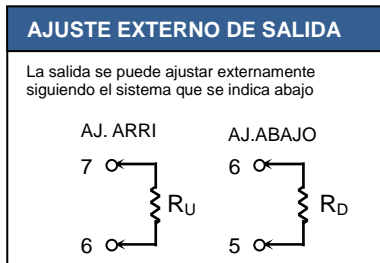 AJUSTE EXTERNO DE SALIDA
La salida se puede ajustar externamente
siguiendo el sistema que se indica abajo
AJ. ARRI AJ.ABAJO
7 6
RU RD
6 5